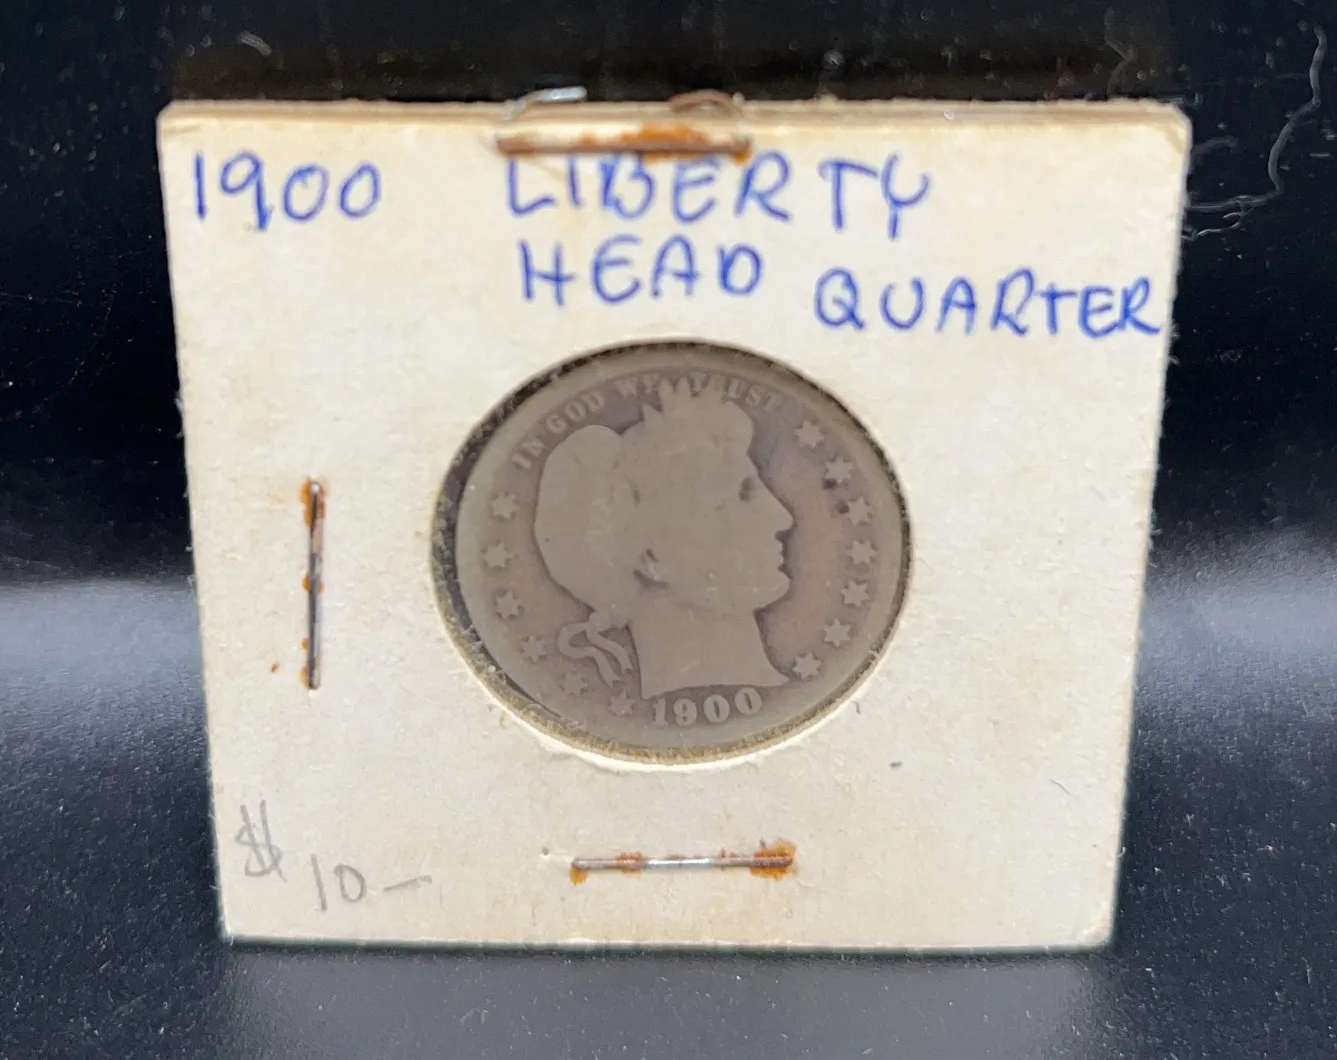 1900 LIBERTY
HEAD QUARTER
IN GOD WE TRUST
1900
$10-